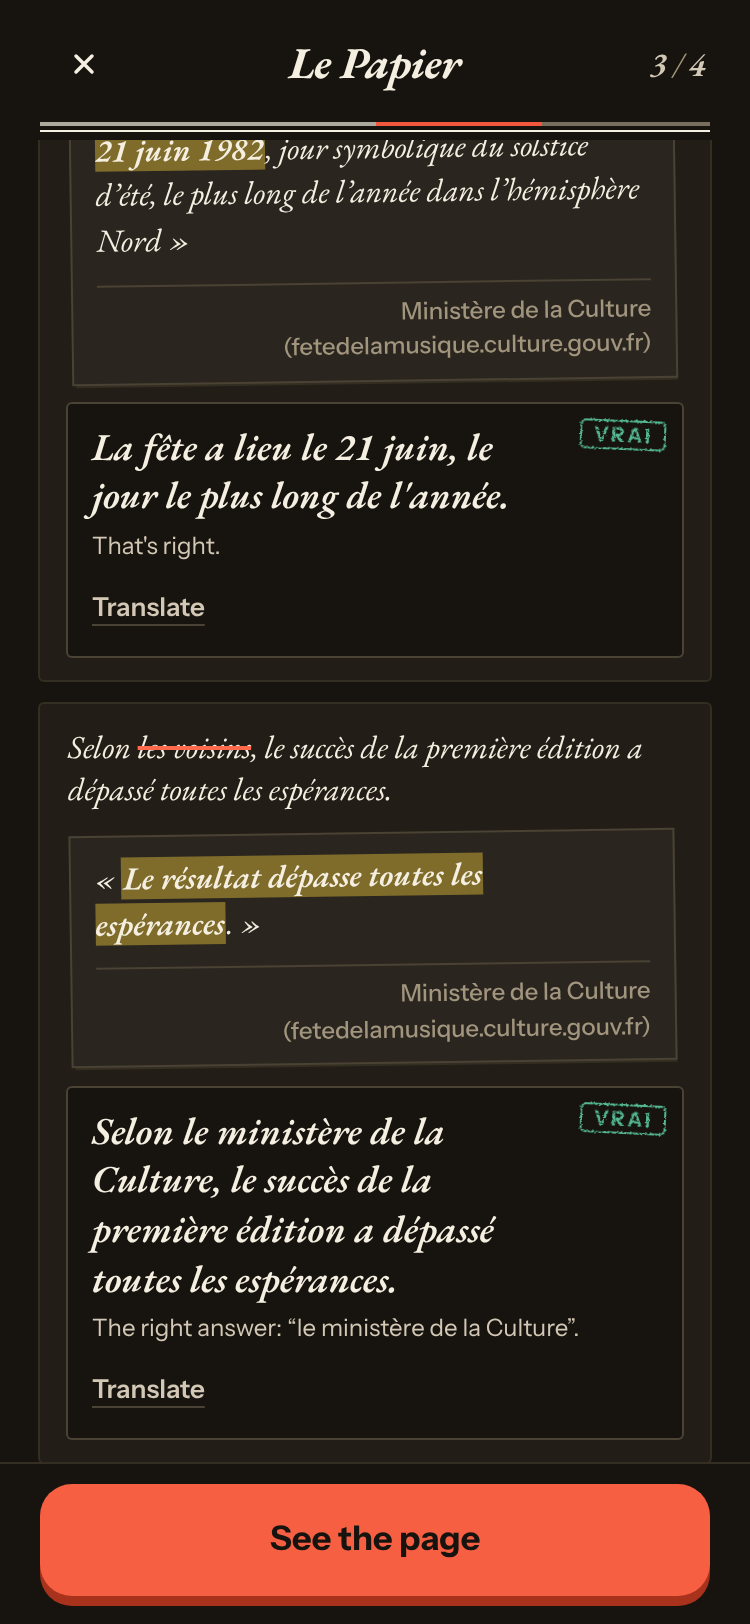 Le Papier
3 / 4
21 juin 1982, jour symbolique du solstice
d’été, le plus long de l’année dans l’hémisphère
Nord »
Ministère de la Culture
(fetedelamusique.culture.gouv.fr)
VRAI
La fête a lieu le 21 juin, le
jour le plus long de l'année.
That's right.
Translate
Selon les voisins, le succès de la première édition a
dépassé toutes les espérances.
« Le résultat dépasse toutes les
espérances. »
Ministère de la Culture
(fetedelamusique.culture.gouv.fr)
VRAI
Selon le ministère de la
Culture, le succès de la
première édition a dépassé
toutes les espérances.
The right answer: “le ministère de la Culture”.
Translate
See the page